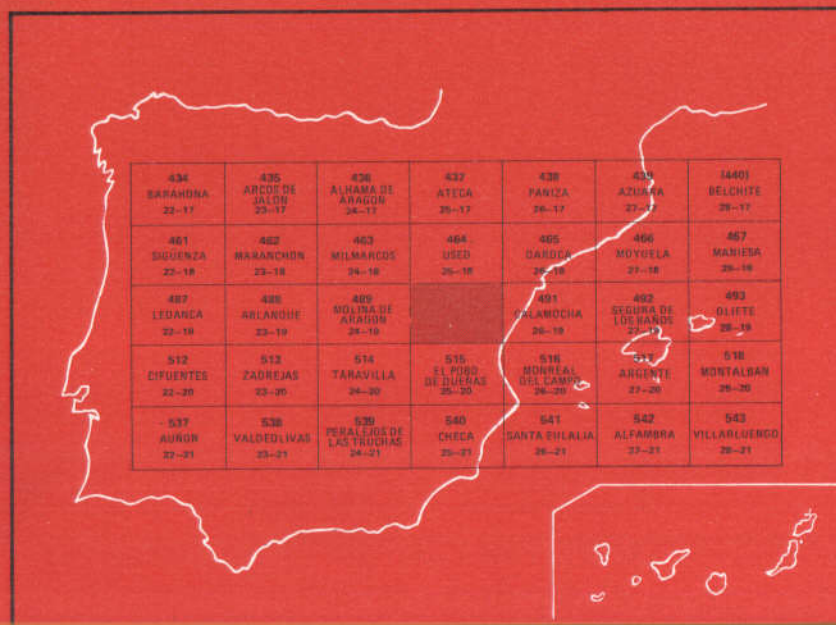 434
BARAHONA
22-17
435
ARCOS DE
JALON
23-17
436
ALHAMA DE
ARAGON
24-17
437
ATECA
25-17
438
PANIZA
26-17
439
AZUARA
27-17
(440)
BELCHITE
28-17
461
SIGÜENZA
22-18
462
MARANCHON
23-18
463
MILMARCOS
24-18
464
USED
25-18
465
DAROCA
26-18
466
MOYUELA
27-18
467
MUNIESA
28-18
487
LEDANCA
22-19
488
ABLANQUE
23-19
489
MOLINA DE
ARAGON
24-19
491
CALAMOCHA
26-19
492
SEGURA DE
LOS BAÑOS
27-19
493
OLIETE
28-19
512
CIFUENTES
22-20
513
ZAOREJAS
23-20
514
TARAVILLA
24-20
515
EL POBO
DE DUEÑAS
25-20
516
MONREAL
DEL CAMPO
26-20
517
ARGENTE
27-20
518
MONTALBAN
28-20
537
AUÑON
22-21
538
VALDEOLIVAS
23-21
539
PERALEJOS DE
LAS TRUCHAS
24-21
540
CHECA
25-21
541
SANTA EULALIA
26-21
542
ALFAMBRA
27-21
543
VILLARLUENGO
28-21